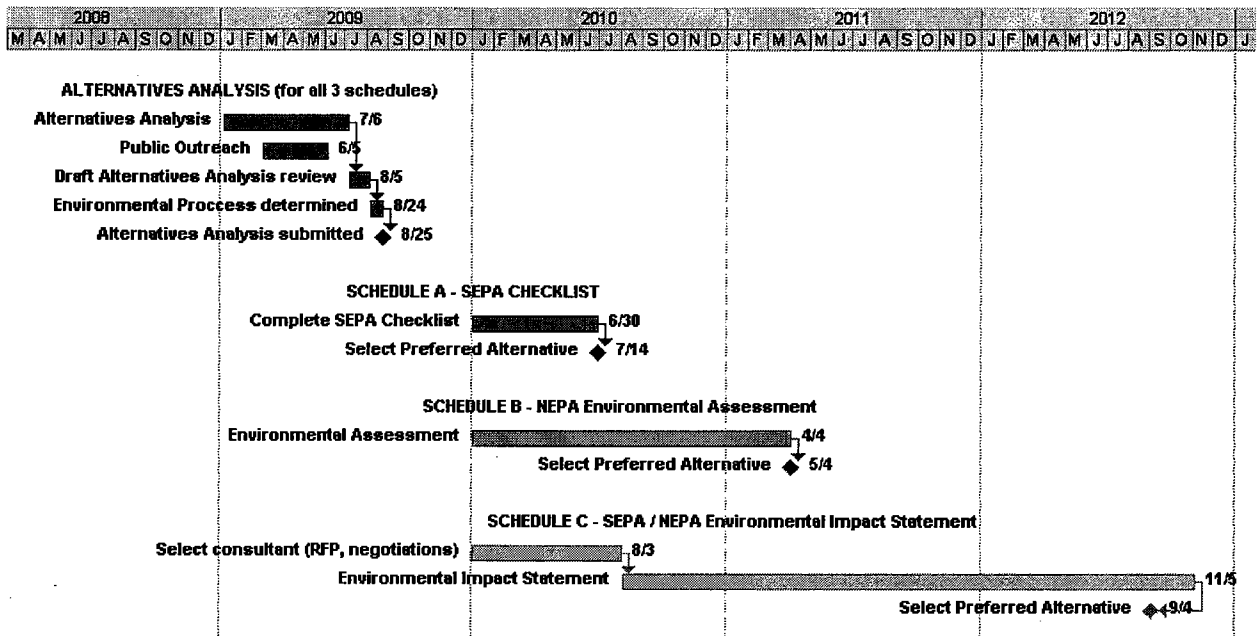 2008 2009 2010 2011 2012
M A M J J A S O N D J F M A M J J A S O N D J F M A M J J A S O N D J F M A M J J A S O N D J F M A M J J A S O N D J
ALTERNATIVES ANALYSIS (for all 3 schedules)
Alternatives Analysis 7/6
Public Outreach 6/5
Draft Alternatives Analysis review 8/5
Environmental Proccess determined 8/24
Alternatives Analysis submitted 8/25
SCHEDULE A - SEPA CHECKLIST
Complete SEPA Checklist 6/30
Select Preferred Alternative 7/14
SCHEDULE B - NEPA Environmental Assessment
Environmental Assessment 4/4
Select Preferred Alternative 5/4
SCHEDULE C - SEPA / NEPA Environmental Impact Statement
Select consultant (RFP, negotiations) 8/3
Environmental Impact Statement 11/5
Select Preferred Alternative 9/4